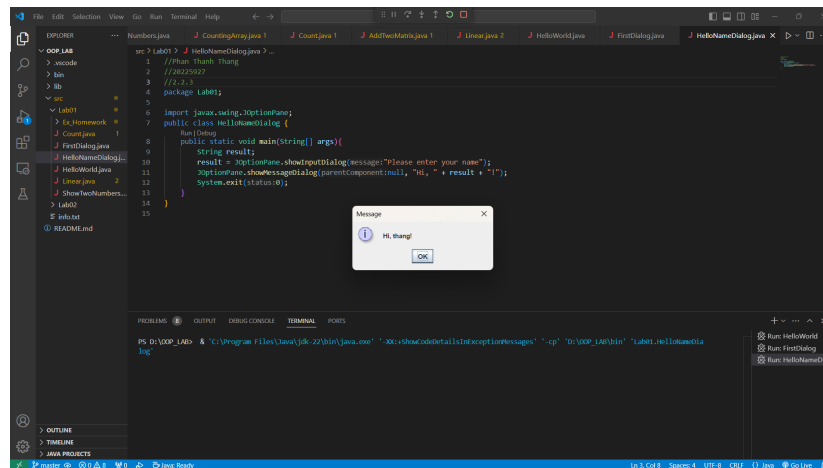 File Edit Selection View Go Run Terminal Help
EXPLORER
Numbers.java
CountingArray.java 1
Count.java 1
AddTwoMatrix.java 1
Linear.java 2
HelloWorld.java
FirstDialog.java
HelloNameDialog.java
OOP_LAB
src > Lab01 > HelloNameDialog.java > ...
.vscode
bin
lib
src
Lab01
Ex_Homework
Count.java 1
FirstDialog.java
HelloNameDialog.j...
HelloWorld.java
Linear.java 2
ShowTwoNumbers....
Lab02
info.txt
README.md
1 //Phan Thanh Thang
2 //20225927
3 //2.2.3
4 package Lab01;
5
6 import javax.swing.JOptionPane;
7 public class HelloNameDialog {
Run | Debug
8 public static void main(String[] args){
9 String result;
10 result = JOptionPane.showInputDialog(message:"Please enter your name");
11 JOptionPane.showMessageDialog(parentComponent:null, "Hi, " + result + "!");
12 System.exit(status:0);
13 }
14 }
15
Message
Hi, thang!
OK
PROBLEMS 8 OUTPUT DEBUG CONSOLE TERMINAL PORTS
PS D:\OOP_LAB> & 'C:\Program Files\Java\jdk-22\bin\java.exe' '-XX:+ShowCodeDetailsInExceptionMessages' '-cp' 'D:\OOP_LAB\bin' 'Lab01.HelloNameDia
log'
Run: HelloWorld
Run: FirstDialog
Run: HelloNameD
OUTLINE
TIMELINE
JAVA PROJECTS
master 0 8 0 Java: Ready Ln 3, Col 8 Spaces: 4 UTF-8 CRLF {} Java Go Live